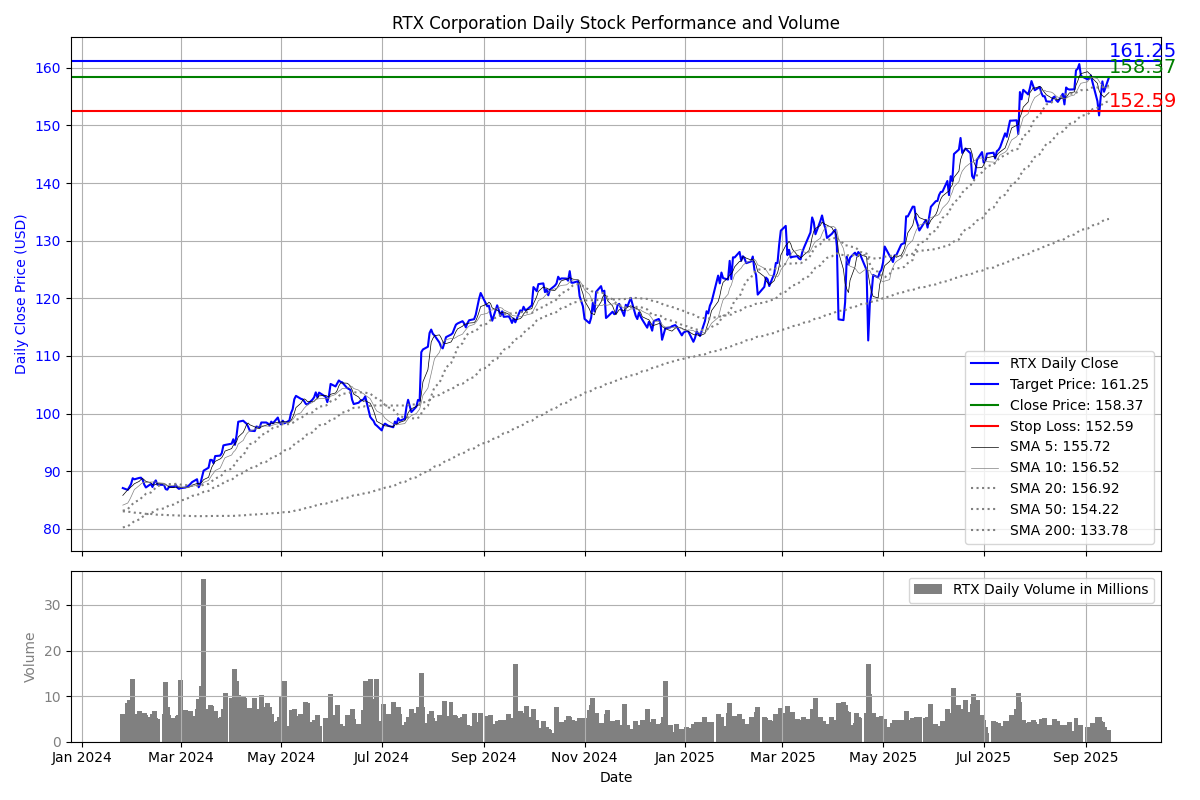 RTX Corporation Daily Stock Performance and Volume
161.25
158.37
152.59
160
150
140
130
120
110
100
90
80
Daily Close Price (USD)
RTX Daily Close
Target Price: 161.25
Close Price: 158.37
Stop Loss: 152.59
SMA 5: 155.72
SMA 10: 156.52
SMA 20: 156.92
SMA 50: 154.22
SMA 200: 133.78
RTX Daily Volume in Millions
30
20
10
0
Volume
Jan 2024 Mar 2024 May 2024 Jul 2024 Sep 2024 Nov 2024 Jan 2025 Mar 2025 May 2025 Jul 2025 Sep 2025
Date